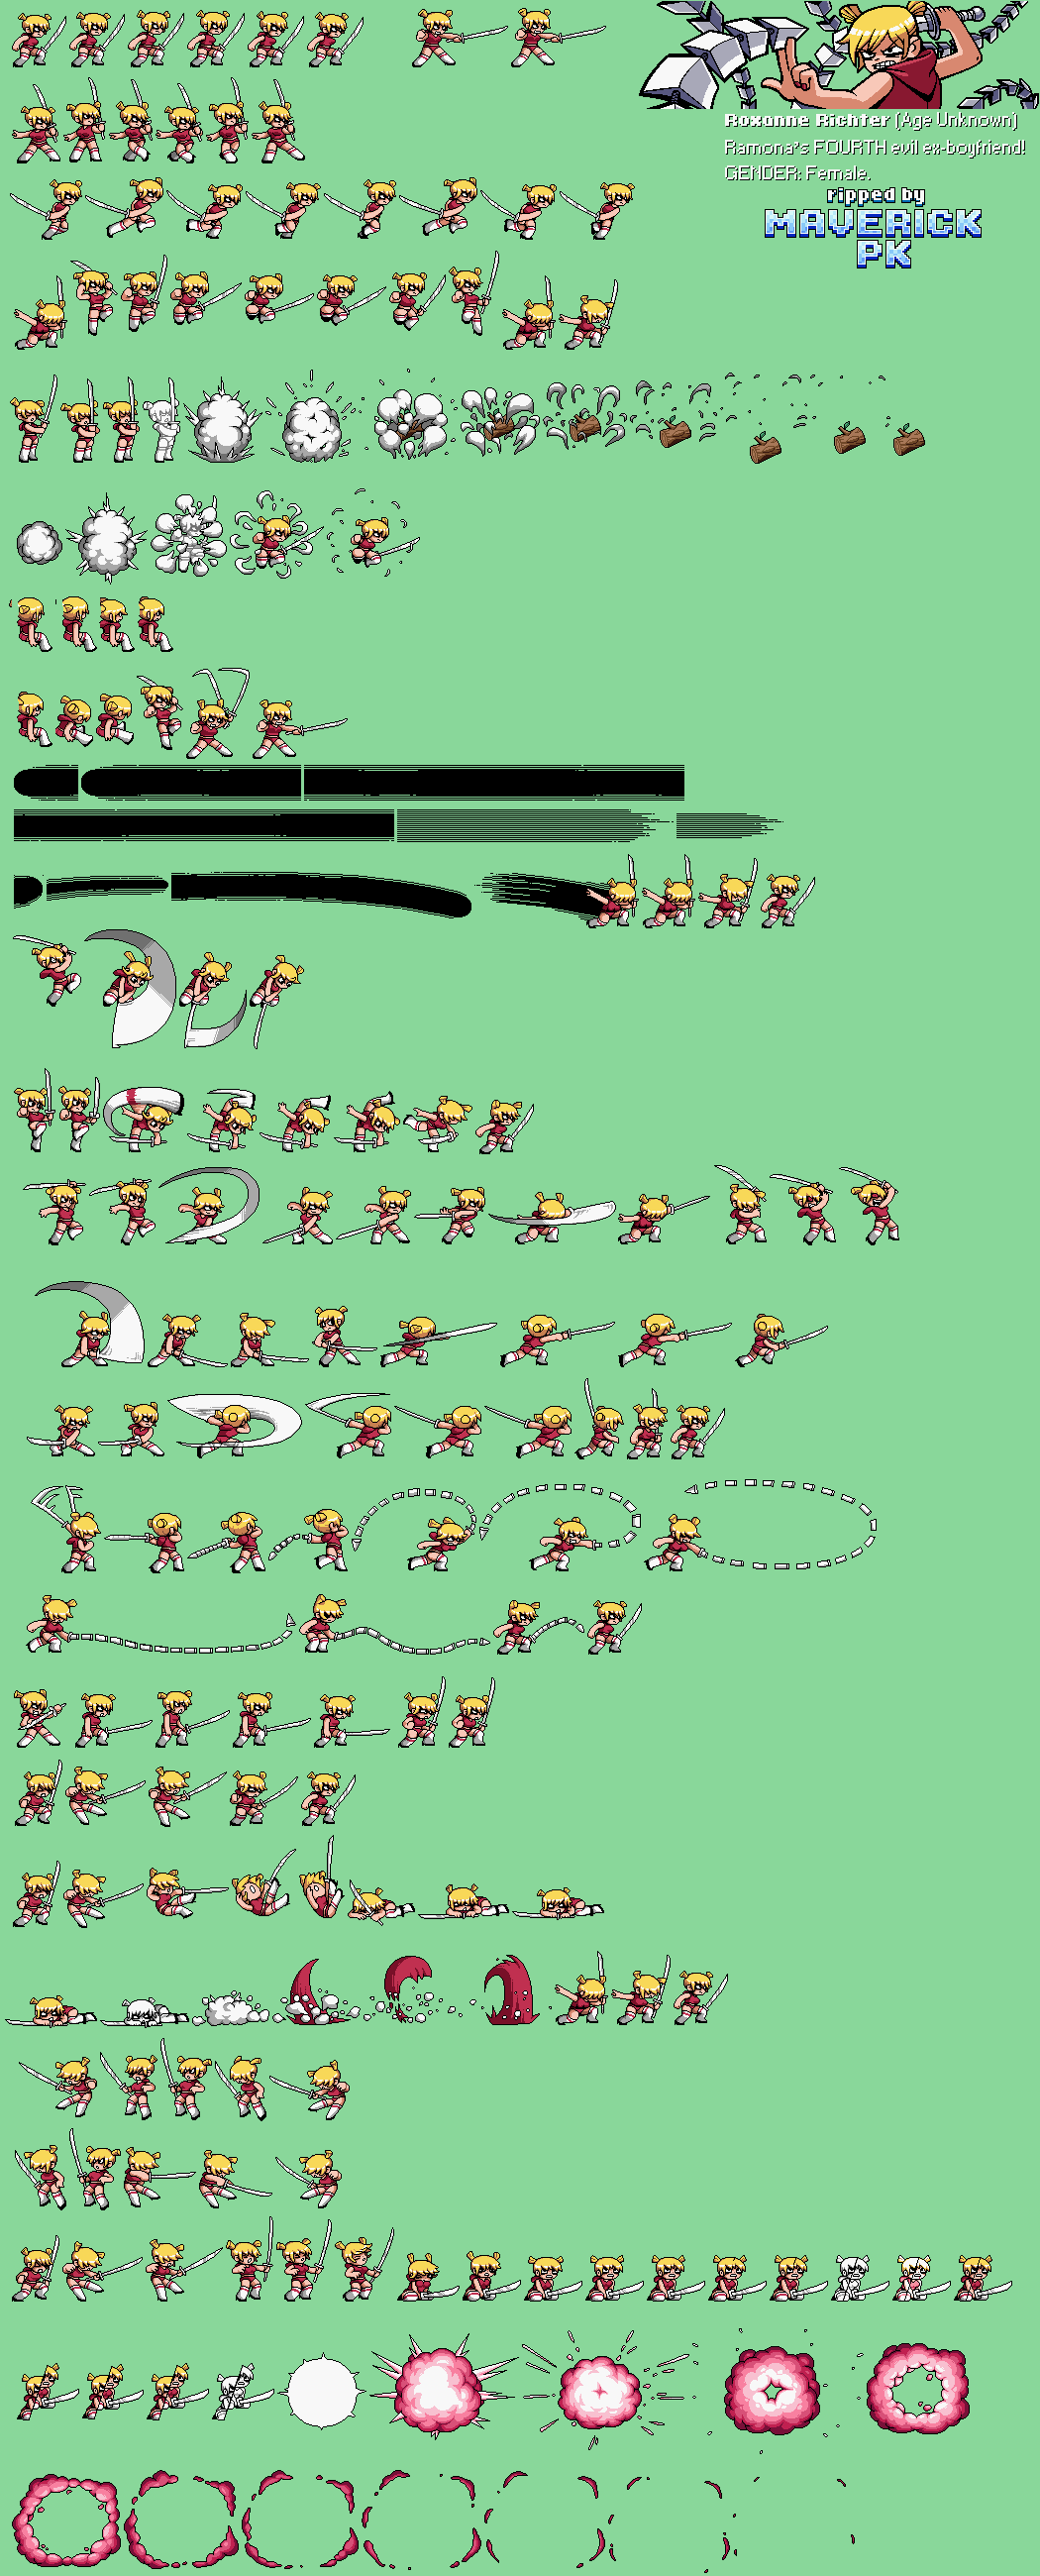 Roxanne Richter (Age Unknown)
Ramona's FOURTH evil ex-boyfriend!
GENDER: Female.
ripped by
MAVERICK
PK